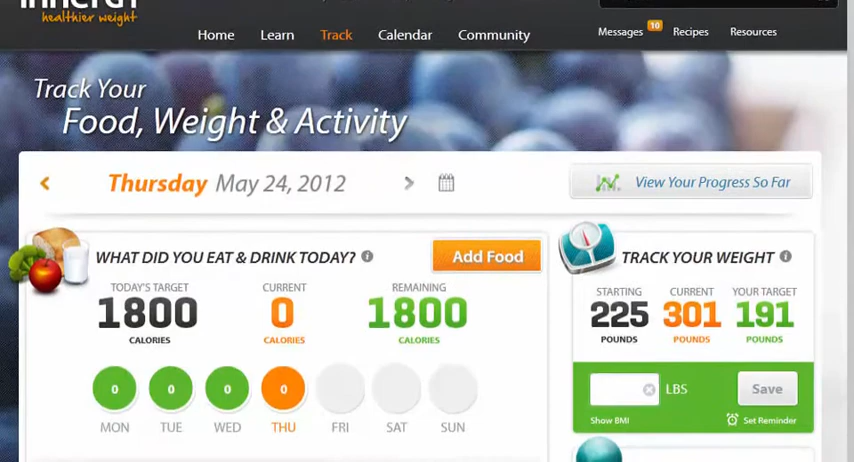 healthier weight
Home Learn Track Calendar Community
Messages 10 Recipes Resources
Track Your
Food, Weight & Activity
Thursday May 24, 2012
View Your Progress So Far
WHAT DID YOU EAT & DRINK TODAY?
Add Food
TODAY'S TARGET CURRENT REMAINING
1800 0 1800
CALORIES CALORIES CALORIES
0 0 0 0
MON TUE WED THU FRI SAT SUN
TRACK YOUR WEIGHT
STARTING CURRENT YOUR TARGET
225 301 191
POUNDS POUNDS POUNDS
LBS Save
Show BMI Set Reminder